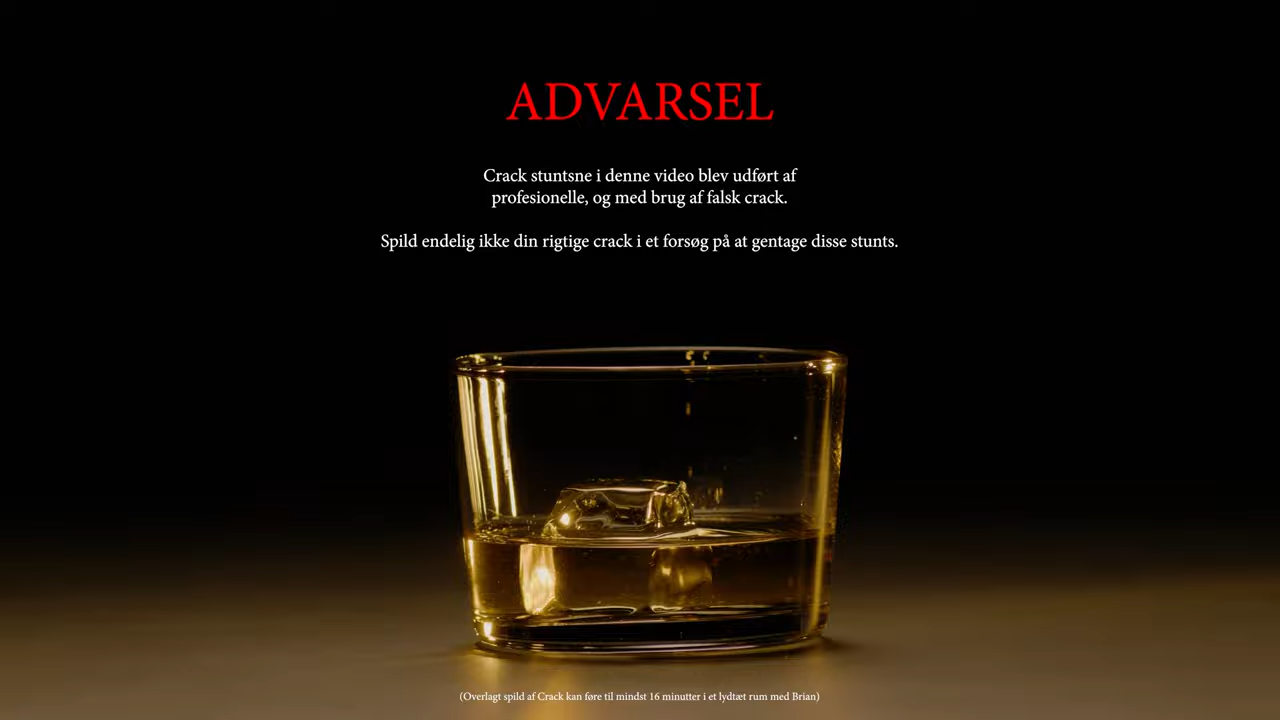 ADVARSEL
Crack stuntsne i denne video blev udført af
profesionelle, og med brug af falsk crack.
Spild endelig ikke din rigtige crack i et forsøg på at gentage disse stunts.
(Overlagt spild af Crack kan føre til mindst 16 minutter i et lydtæt rum med Brian)